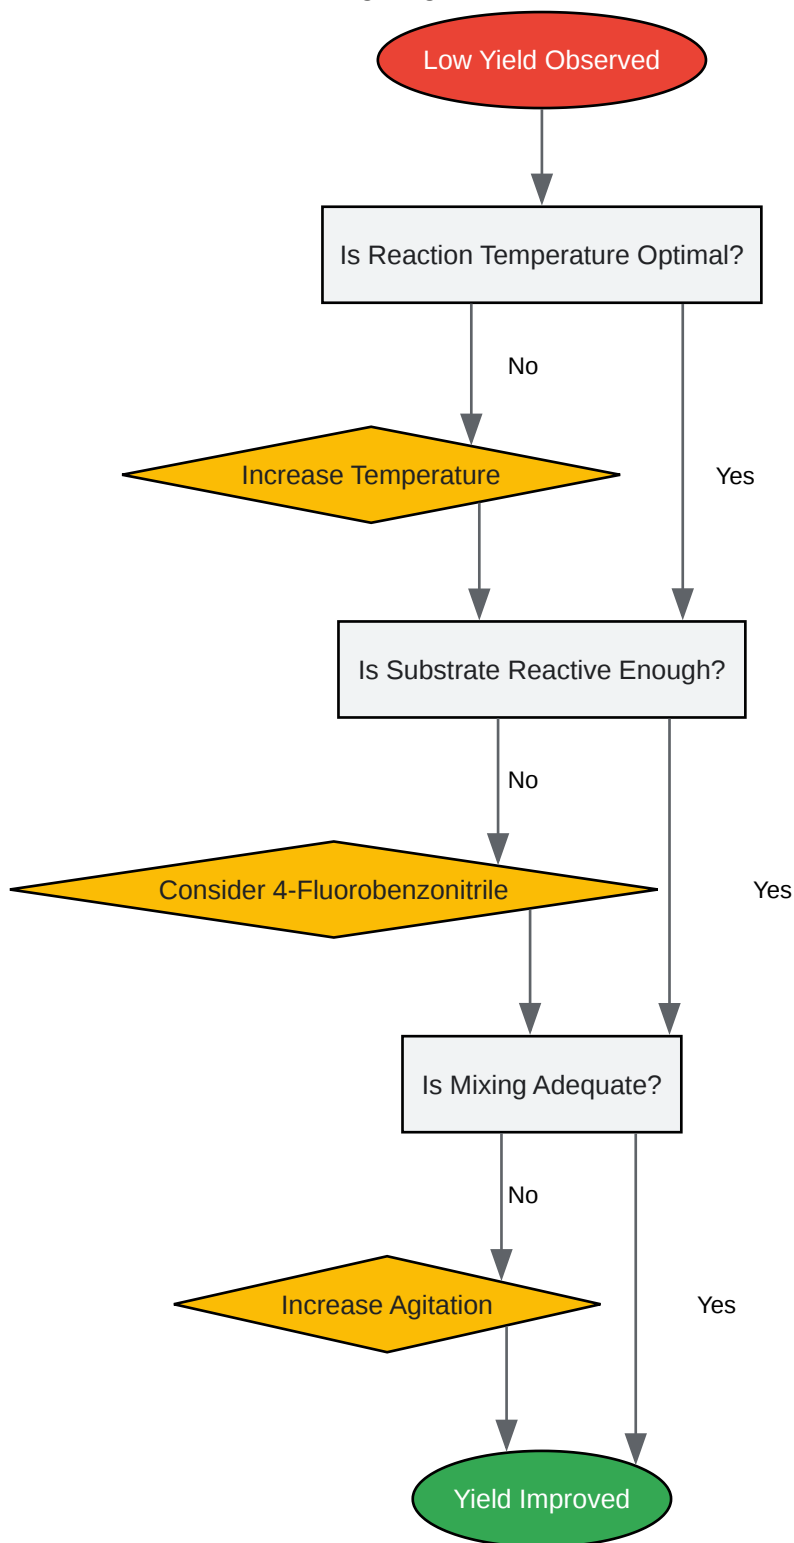 Low Yield Observed
Is Reaction Temperature Optimal?
No
Increase Temperature
Yes
Is Substrate Reactive Enough?
No
Consider 4-Fluorobenzonitrile
Yes
Is Mixing Adequate?
No
Increase Agitation
Yes
Yield Improved